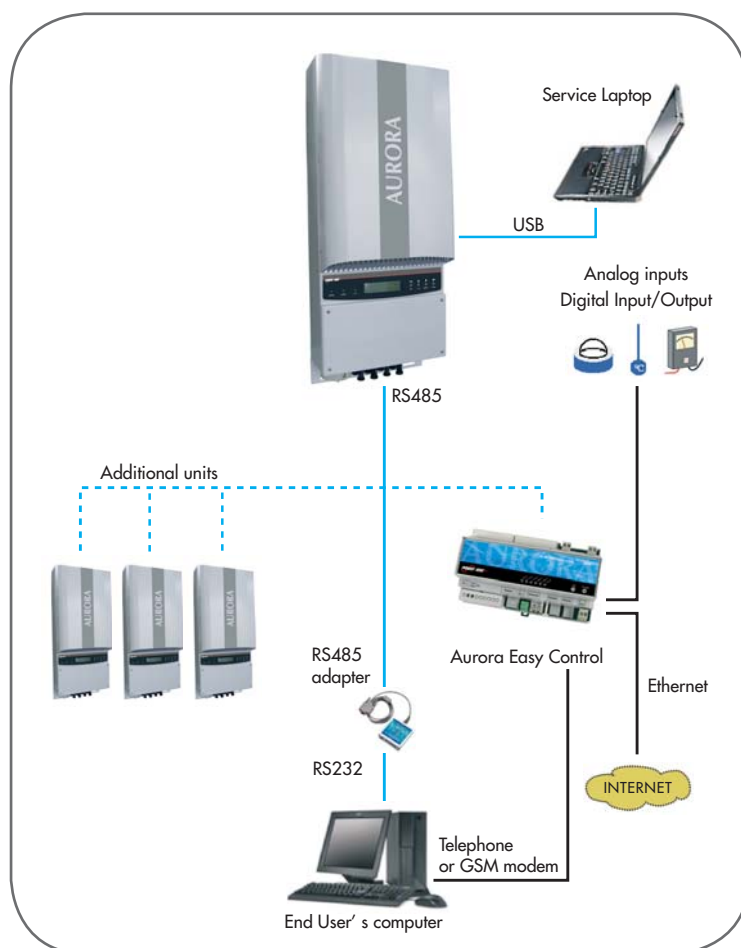 AURORA
Service Laptop
USB
Analog inputs
Digital Input/Output
RS485
Additional units
AURORA
AURORA
AURORA
AURORA
RS485
adapter
Aurora Easy Control
Ethernet
RS232
INTERNET
Telephone
or GSM modem
End User' s computer